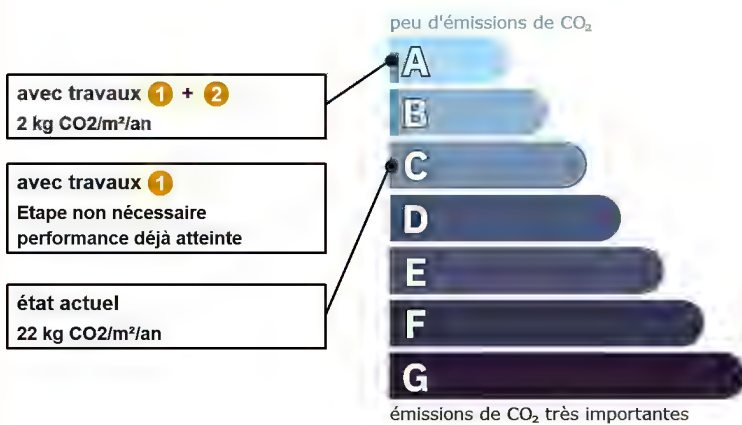 peu d'émissions de CO₂
A
avec travaux 1 + 2
2 kg CO2/m²/an
B
avec travaux 1
Etape non nécessaire
performance déjà atteinte
C
D
E
état actuel
22 kg CO2/m²/an
F
G
émissions de CO₂ très importantes